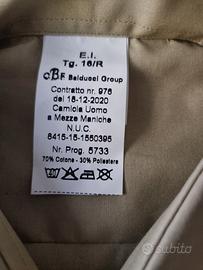 E.I.
Tg. 16/R
CBF Balducci Group
Contratto nr. 976
del 16-12-2020
Camicia Uomo
a Mezze Maniche
N.U.C.
8415-15-1550395
Nr. Prog. 5733
70% Cotone - 30% Poliestere
subito